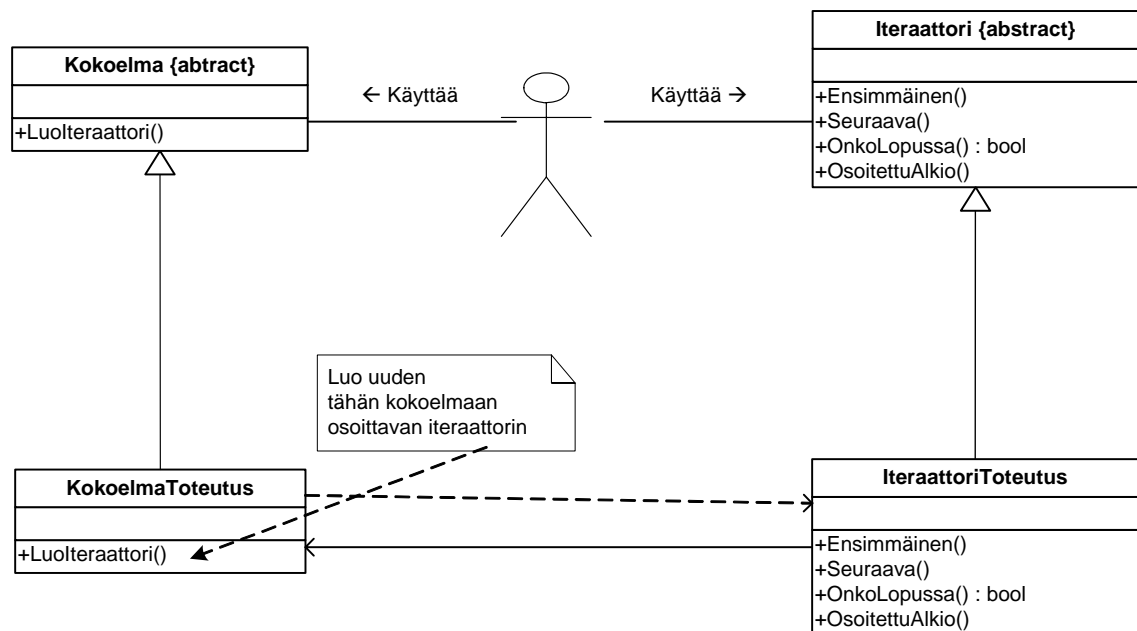 Kokoelma {abtract}
+LuoIteraattori()
← Käyttää
Käyttää →
Iteraattori {abstract}
+Ensimmäinen()
+Seuraava()
+OnkoLopussa() : bool
+OsoitettuAlkio()
Luo uuden
tähän kokoelmaan
osoittavan iteraattorin
KokoelmaToteutus
+LuoIteraattori()
IteraattoriToteutus
+Ensimmäinen()
+Seuraava()
+OnkoLopussa() : bool
+OsoitettuAlkio()